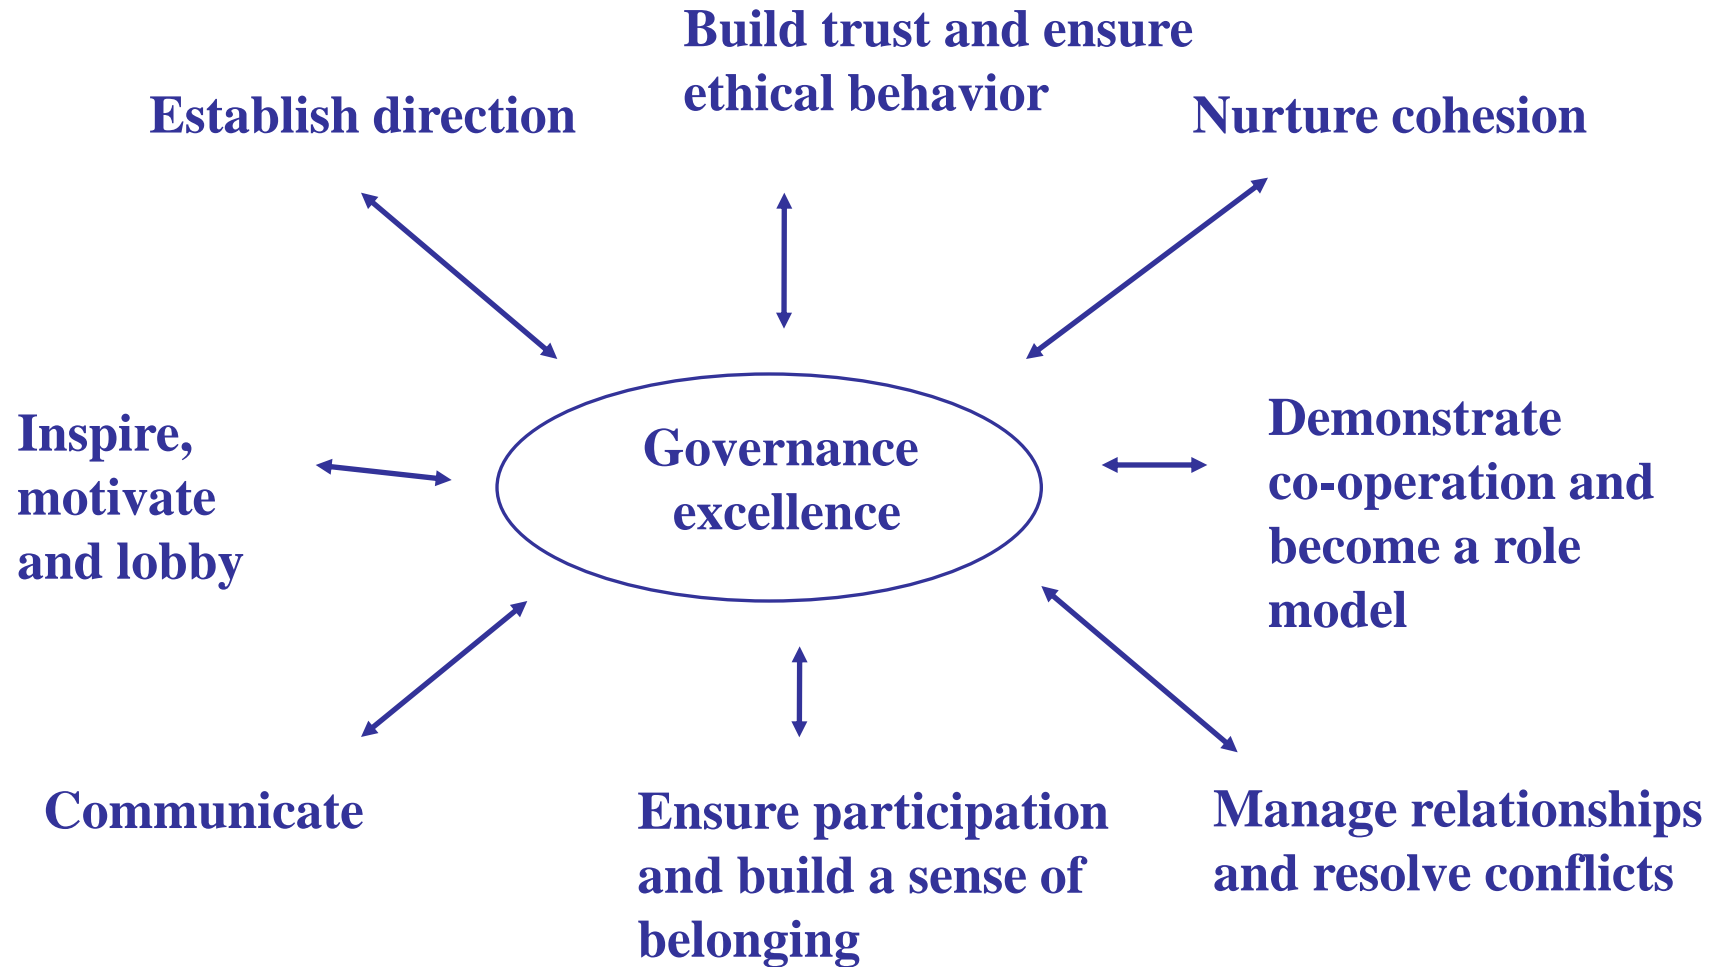 Build trust and ensure
ethical behavior
Establish direction
Nurture cohesion
Inspire,
motivate
and lobby
Governance
excellence
Demonstrate
co-operation and
become a role
model
Communicate
Ensure participation
and build a sense of
belonging
Manage relationships
and resolve conflicts